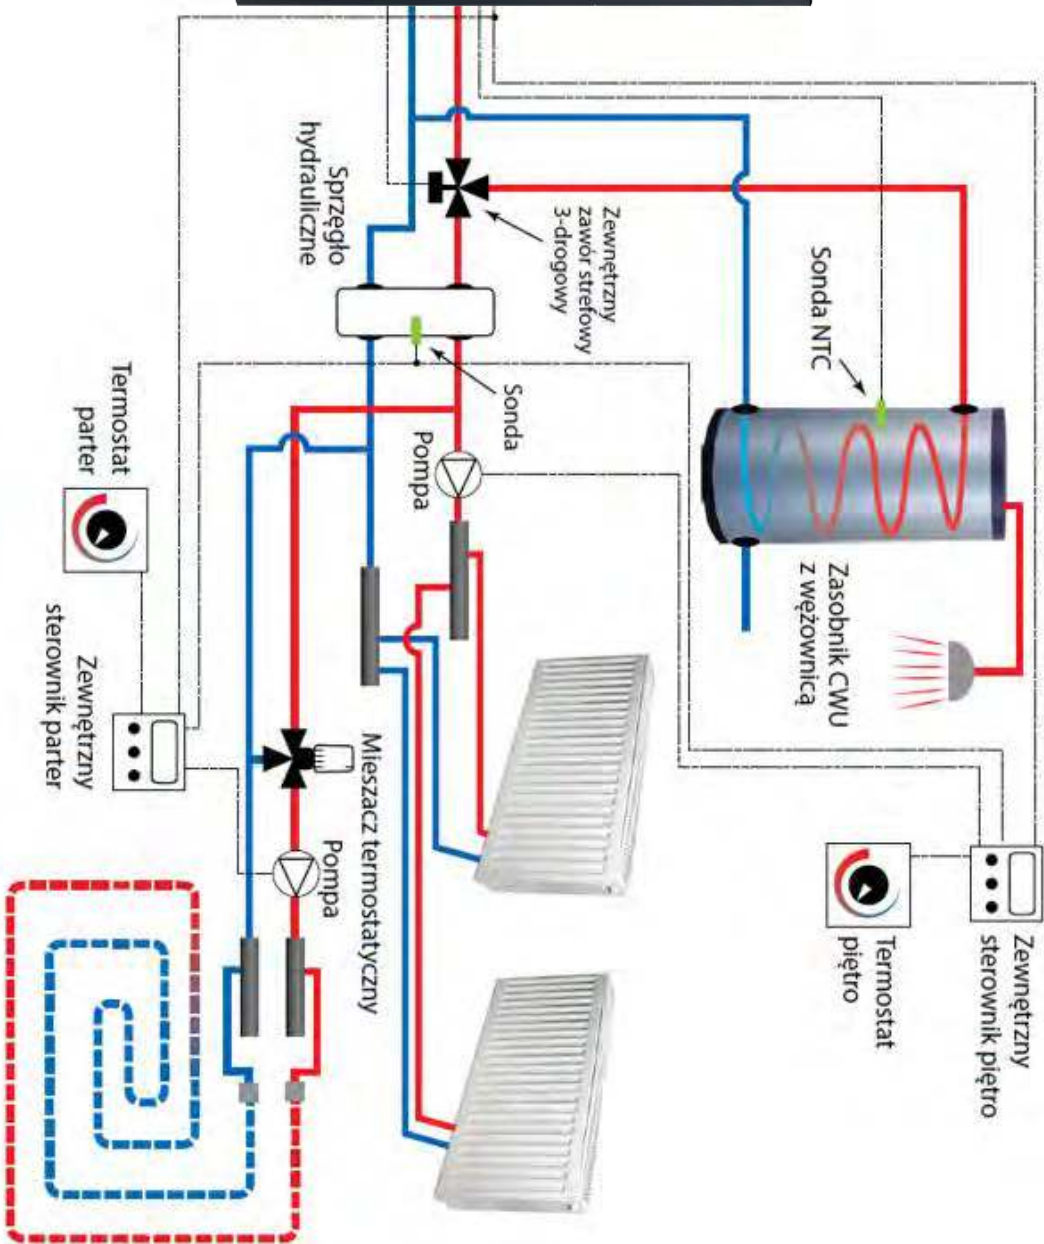 Sprzęgło
hydrauliczne
Zewnętrzny
zawór strefowy
3-drogowy
Sonda NTC
Sonda
Pompa
Termostat
parter
Zasobnik CWU
z wężownicą
Zewnętrzny
sterownik parter
Mieszacz termostatyczny
Pompa
Termostat
piętro
Zewnętrzny
sterownik piętro